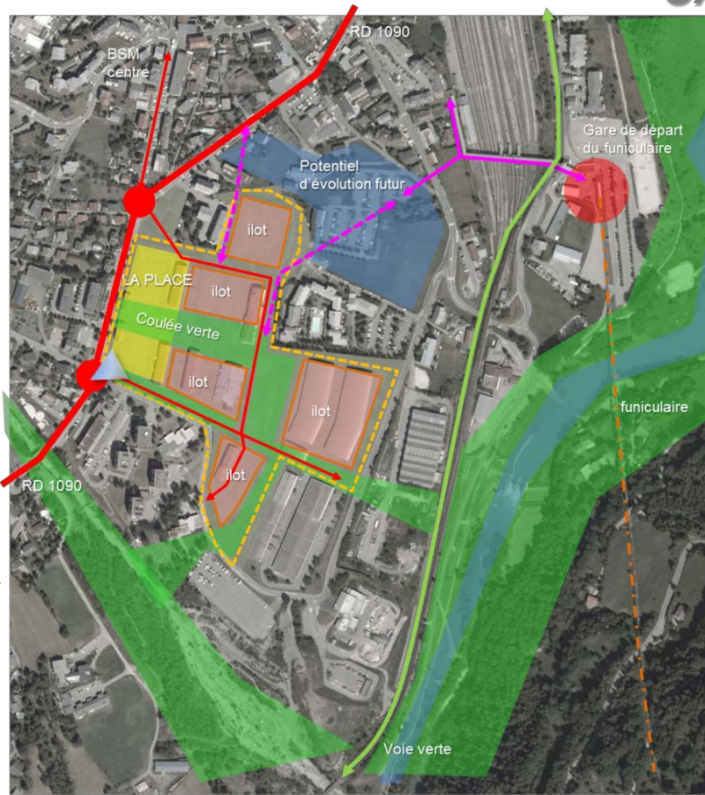 RD 1090
BSM
centre
Gare de départ
du funiculaire
Potentiel
d'évolution futur
ilot
LA PLACE
ilot
Coulée verte
ilot
ilot
funiculaire
ilot
RD 1090
Voie verte